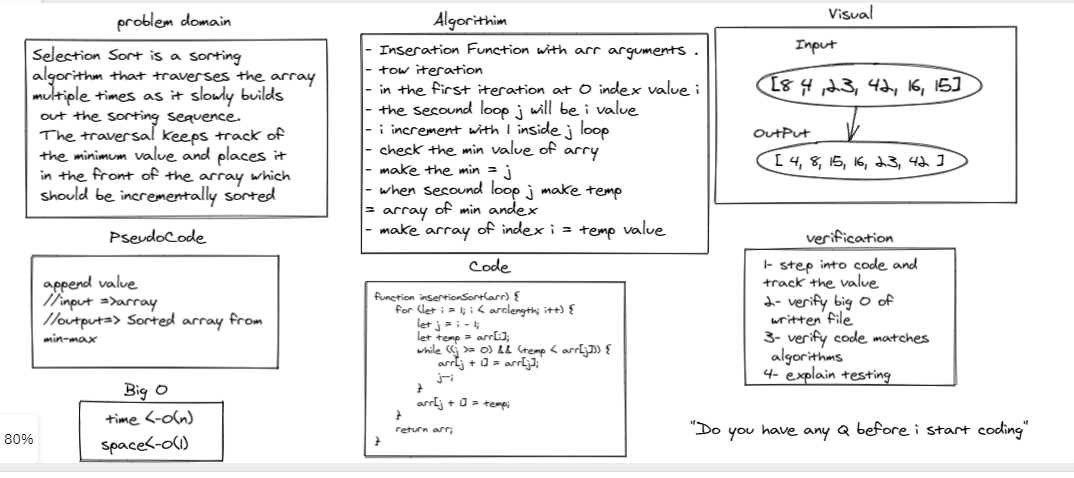 problem domain
Selection Sort is a sorting
algorithm that traverses the array
multiple times as it slowly builds
out the sorting sequence.
The traversal keeps track of
the minimum value and places it
in the front of the array which
should be incrementally sorted
Algorithim
- Inseration Function with arr arguments .
- tow iteration
- in the first iteration at 0 index value i
- the second loop j will be i value
- i increment with 1 inside j loop
- check the min value of arry
- make the min = j
- when second loop j make temp
= array of min andex
- make array of index i = temp value
Visual
Input
[8 4 ,23, 42, 16, 15]
OutPut
[ 4, 8, 15, 16, 23, 42 ]
PseudoCode
append value
//input =>array
//output=> Sorted array from
min-max
Code
function insertionSort(arr) {
for (let i = 1; i < arr.length; i++) {
let j = i - 1;
let temp = arr[i];
while ((j >= 0) && (temp < arr[j])) {
arr[j + 1] = arr[j];
j--;
}
arr[j + 1] = temp;
}
return arr;
}
verification
1- step into code and
track the value
2- verify big O of
written file
3- verify code matches
algorithms
4- explain testing
Big O
time <-o(n)
space<-o(1)
80%
"Do you have any Q before i start coding"